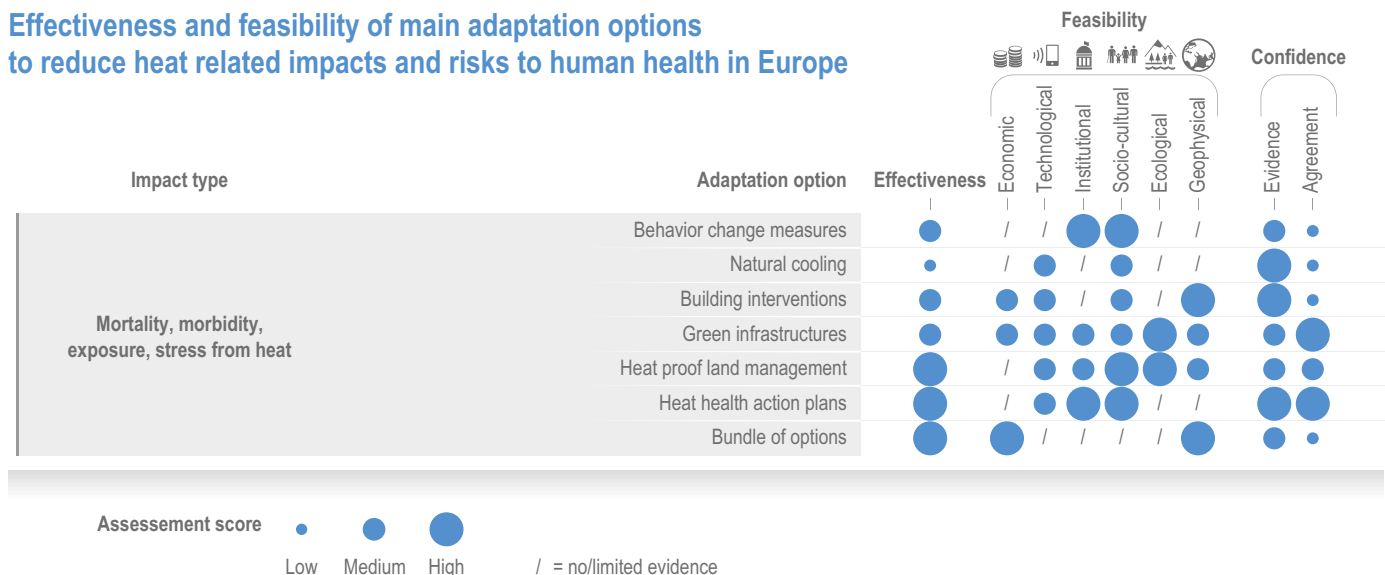 Effectiveness and feasibility of main adaptation options
to reduce heat related impacts and risks to human health in Europe
Feasibility
Confidence
Impact type
Adaptation option
Effectiveness
Economic
Technological
Institutional
Socio-cultural
Ecological
Geophysical
Evidence
Agreement
Mortality, morbidity,
exposure, stress from heat
Behavior change measures / / / /
Natural cooling / / / /
Building interventions / /
Green infrastructures
Heat proof land management /
Heat health action plans / / /
Bundle of options / / / /
Assessement score
Low Medium High / = no/limited evidence